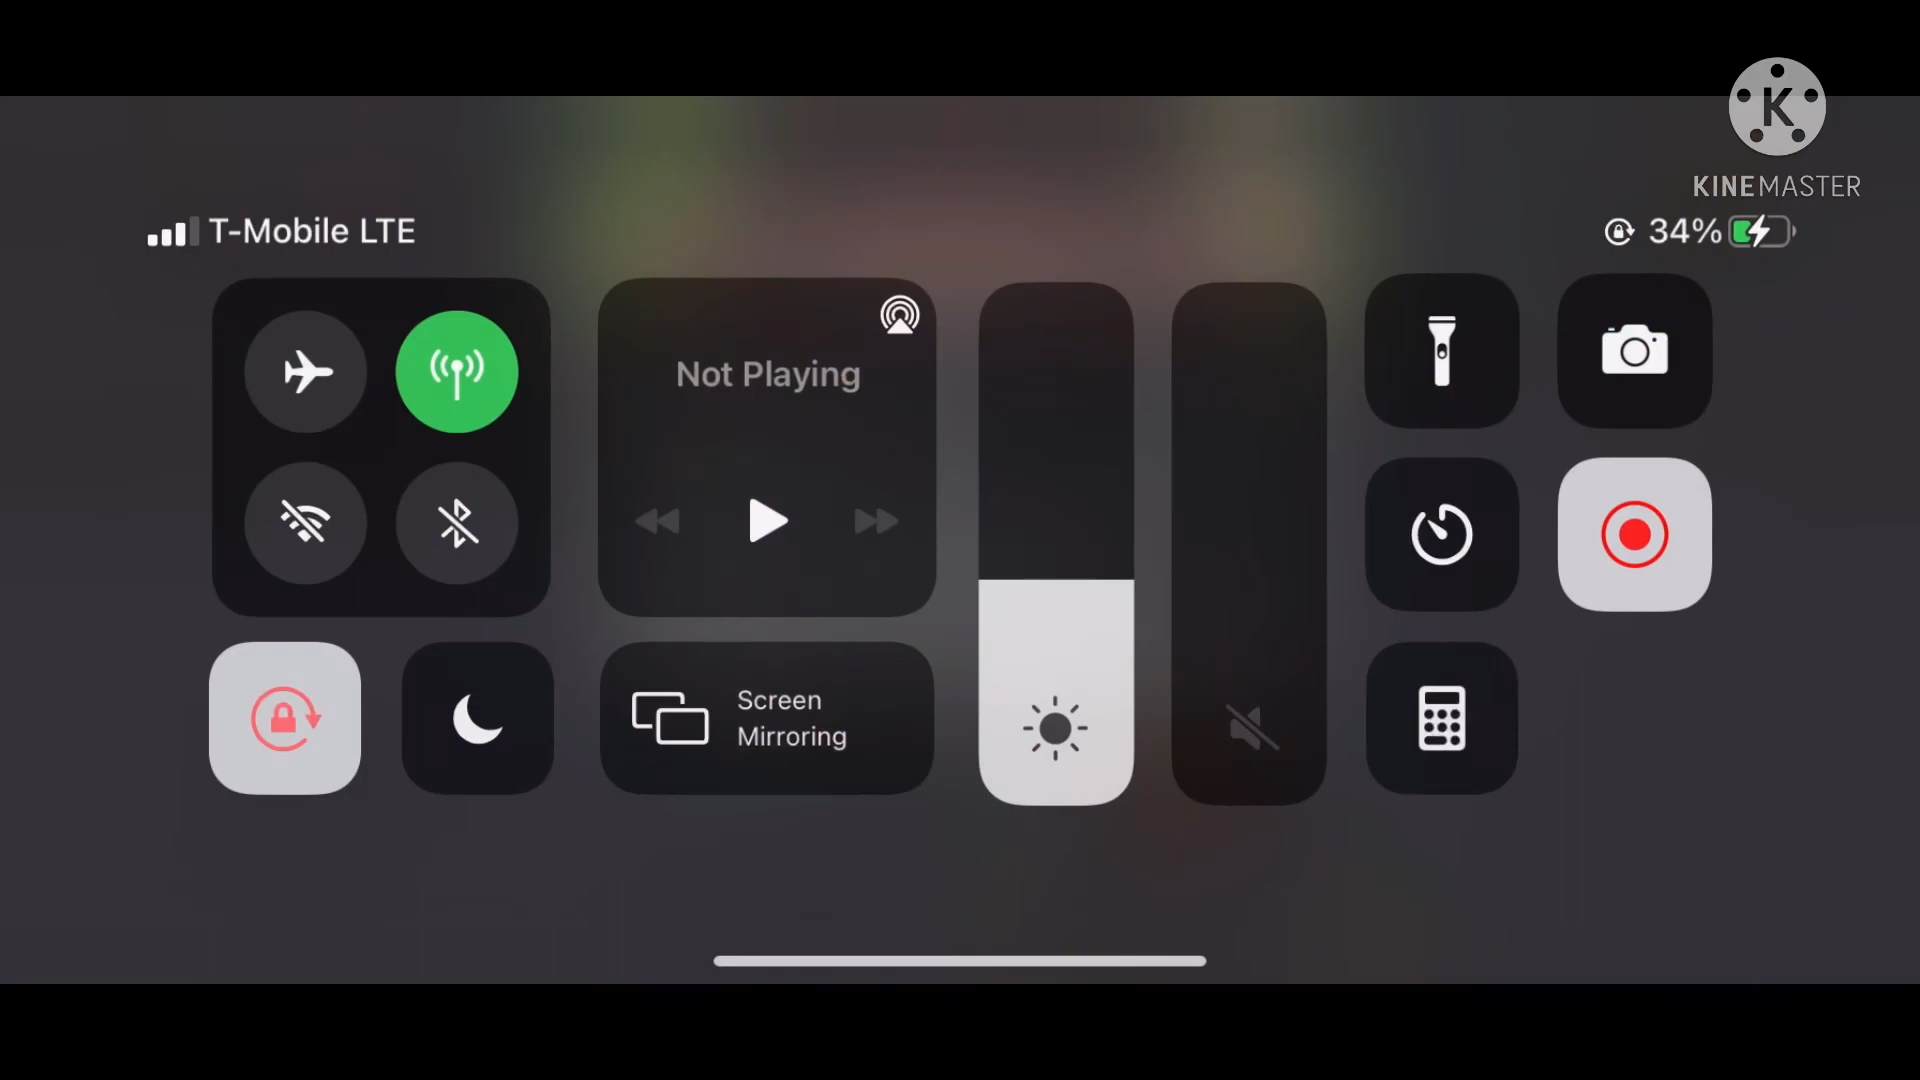 KINEMASTER
T-Mobile LTE
34%
Not Playing
Screen
Mirroring